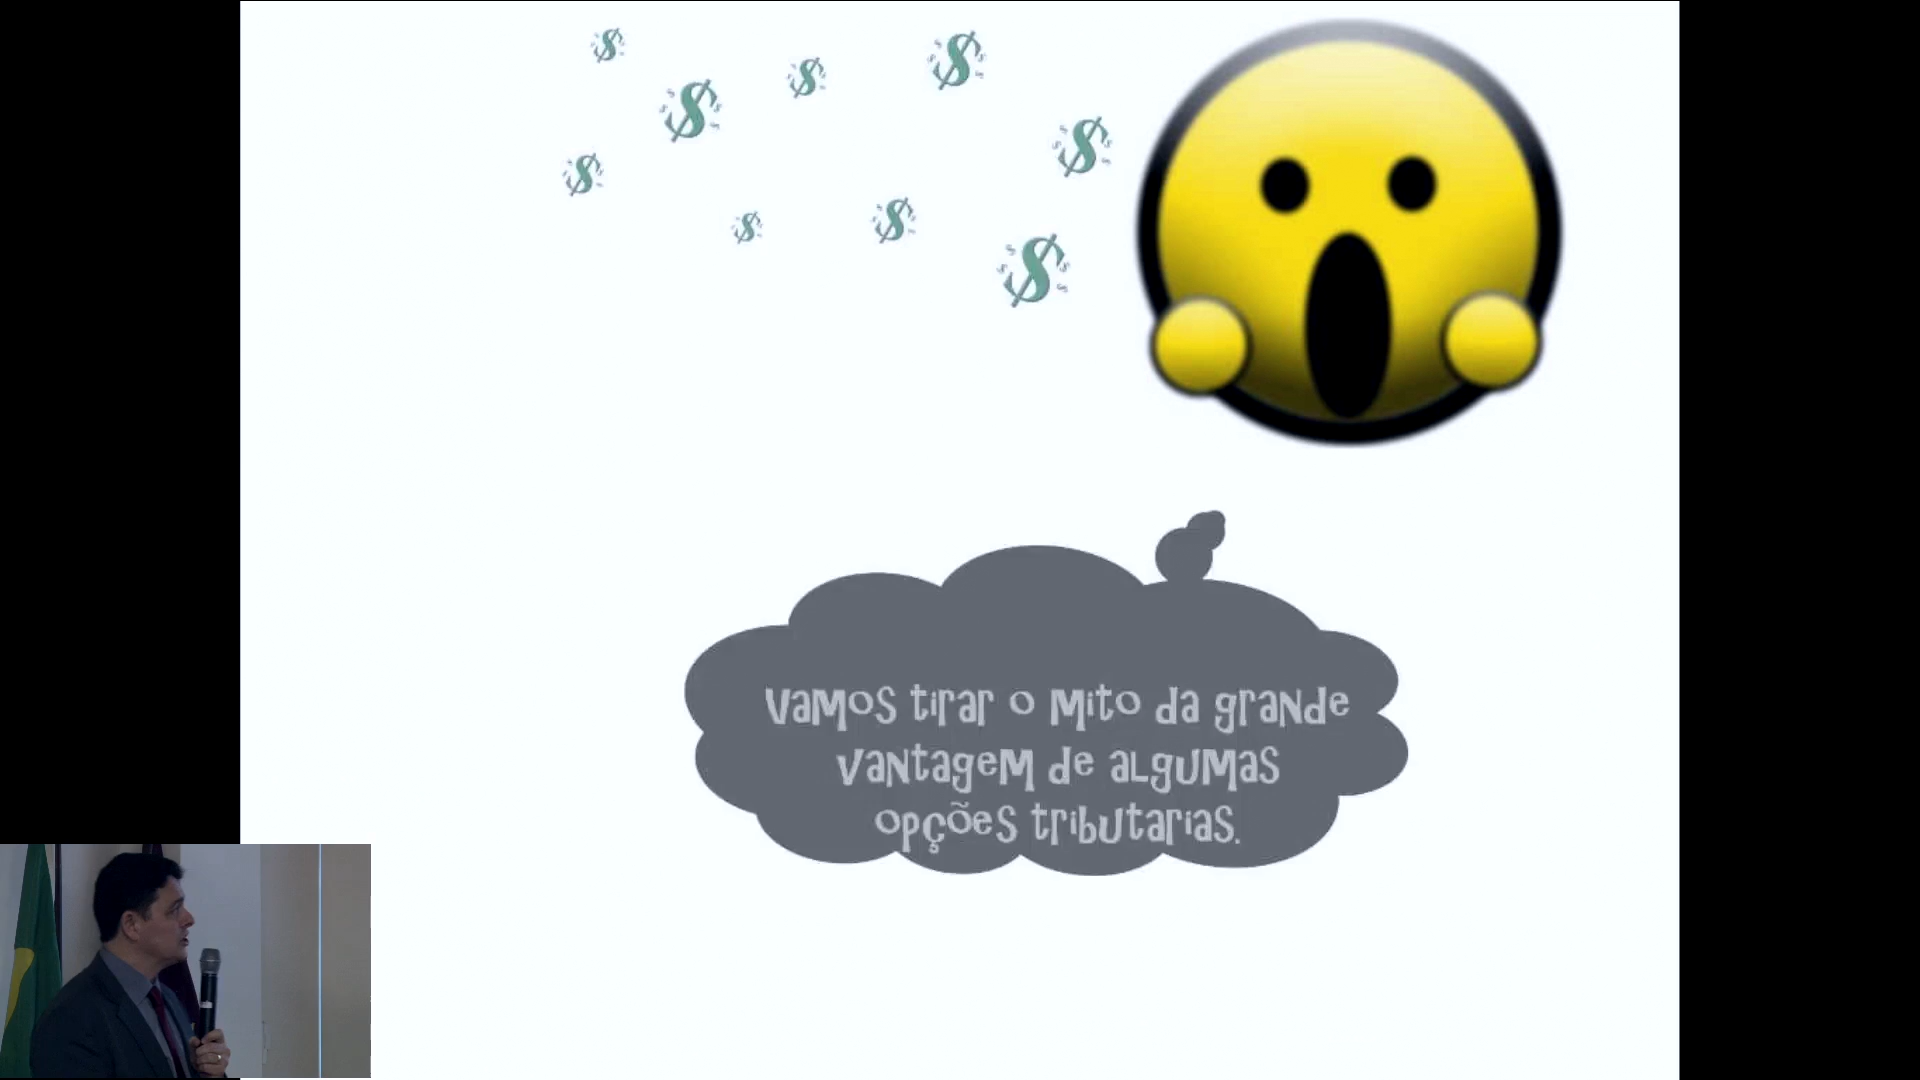 Vamos tirar o mito da grande
vantagem de algumas
opções tributarias.